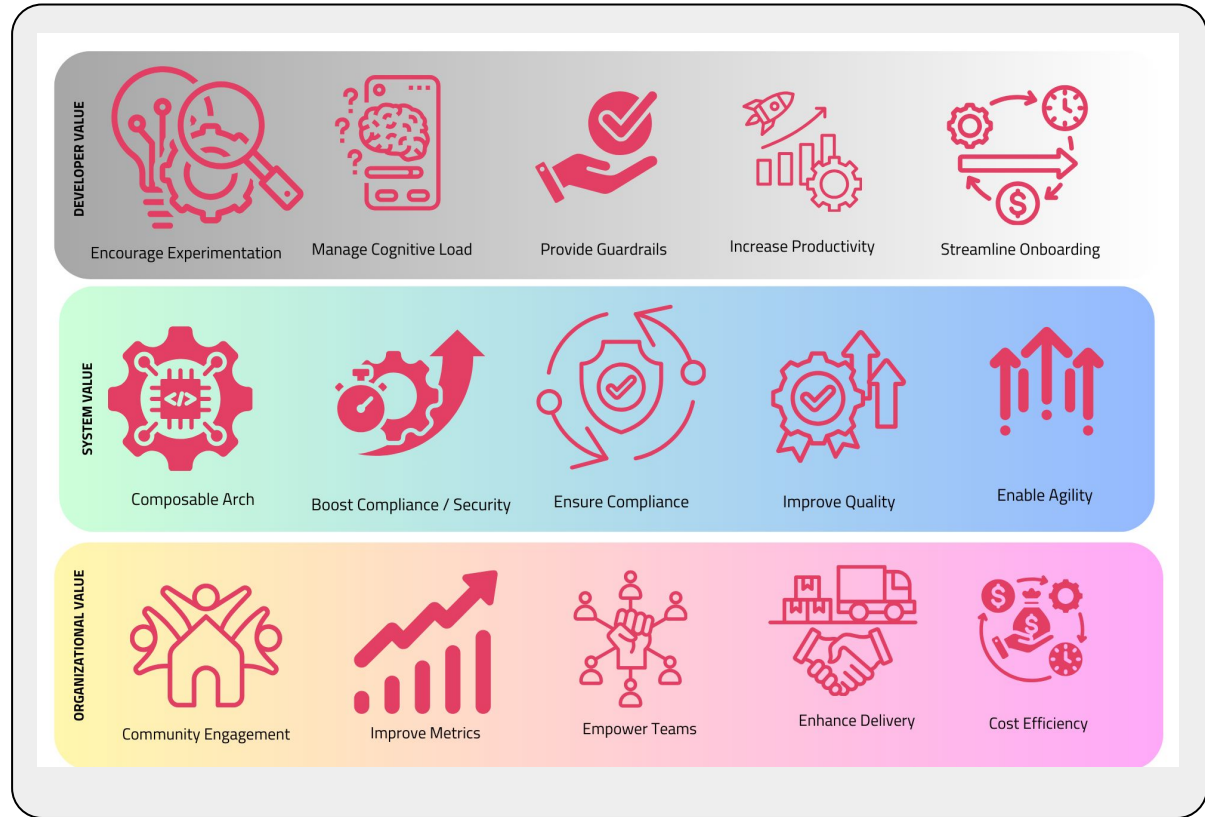 DEVELOPER VALUE
Encourage Experimentation
Manage Cognitive Load
Provide Guardrails
Increase Productivity
Streamline Onboarding
SYSTEM VALUE
</>
Composable Arch
Boost Compliance / Security
Ensure Compliance
Improve Quality
Enable Agility
ORGANIZATIONAL VALUE
Community Engagement
Improve Metrics
Empower Teams
Enhance Delivery
Cost Efficiency